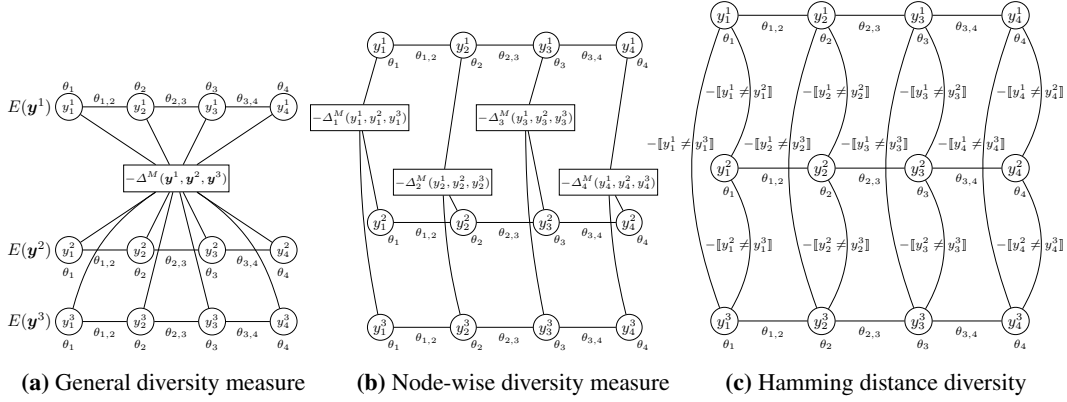 θ₁ θ₂ θ₃ θ₄
E(y¹) y₁¹ θ₁,₂ y₂¹ θ₂,₃ y₃¹ θ₃,₄ y₄¹
−Δᴹ(y¹, y², y³)
E(y²) y₁² θ₁,₂ y₂² θ₂,₃ y₃² θ₃,₄ y₄²
θ₁ θ₂ θ₃ θ₄
E(y³) y₁³ θ₁,₂ y₂³ θ₂,₃ y₃³ θ₃,₄ y₄³
θ₁ θ₂ θ₃ θ₄
(a) General diversity measure
y₁¹ θ₁,₂ y₂¹ θ₂,₃ y₃¹ θ₃,₄ y₄¹
θ₁ θ₂ θ₃ θ₄
−Δ₁ᴹ(y₁¹, y₁², y₁³) −Δ₃ᴹ(y₃¹, y₃², y₃³)
−Δ₂ᴹ(y₂¹, y₂², y₂³) −Δ₄ᴹ(y₄¹, y₄², y₄³)
y₁² θ₁,₂ y₂² θ₂,₃ y₃² θ₃,₄ y₄²
θ₁ θ₂ θ₃ θ₄
y₁³ θ₁,₂ y₂³ θ₂,₃ y₃³ θ₃,₄ y₄³
θ₁ θ₂ θ₃ θ₄
(b) Node-wise diversity measure
y₁¹ θ₁,₂ y₂¹ θ₂,₃ y₃¹ θ₃,₄ y₄¹
θ₁ θ₂ θ₃ θ₄
−⟦y₁¹ ≠ y₁²⟧ −⟦y₂¹ ≠ y₂²⟧ −⟦y₃¹ ≠ y₃²⟧ −⟦y₄¹ ≠ y₄²⟧
−⟦y₁¹ ≠ y₁³⟧ −⟦y₂¹ ≠ y₂³⟧ −⟦y₃¹ ≠ y₃³⟧ −⟦y₄¹ ≠ y₄³⟧
y₁² θ₁,₂ y₂² θ₂,₃ y₃² θ₃,₄ y₄²
θ₁ θ₂ θ₃ θ₄
−⟦y₁² ≠ y₁³⟧ −⟦y₂² ≠ y₂³⟧ −⟦y₃² ≠ y₃³⟧ −⟦y₄² ≠ y₄³⟧
y₁³ θ₁,₂ y₂³ θ₂,₃ y₃³ θ₃,₄ y₄³
θ₁ θ₂ θ₃ θ₄
(c) Hamming distance diversity